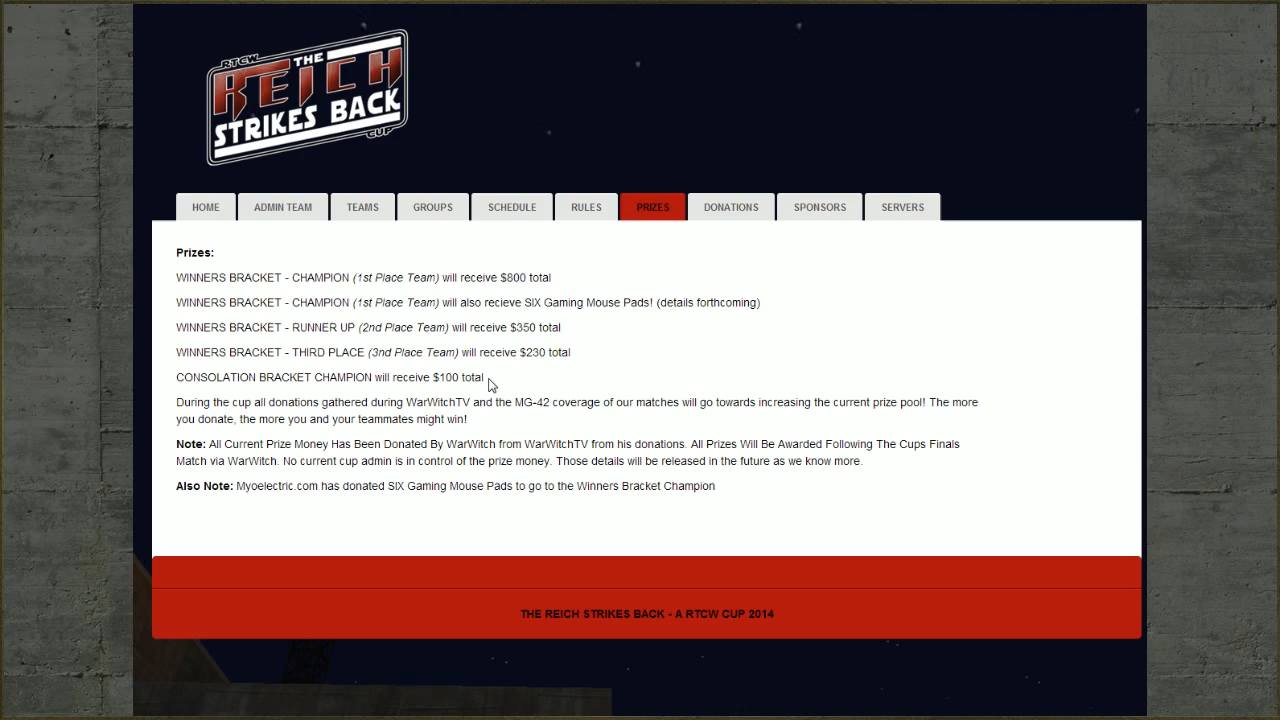 RTCW
THE
REICH
STRIKES BACK
CUP
HOME ADMIN TEAM TEAMS GROUPS SCHEDULE RULES PRIZES DONATIONS SPONSORS SERVERS
Prizes:
WINNERS BRACKET - CHAMPION (1st Place Team) will receive $800 total
WINNERS BRACKET - CHAMPION (1st Place Team) will also recieve SIX Gaming Mouse Pads! (details forthcoming)
WINNERS BRACKET - RUNNER UP (2nd Place Team) will receive $350 total
WINNERS BRACKET - THIRD PLACE (3nd Place Team) will receive $230 total
CONSOLATION BRACKET CHAMPION will receive $100 total
During the cup all donations gathered during WarWitchTV and the MG-42 coverage of our matches will go towards increasing the current prize pool! The more
you donate, the more you and your teammates might win!
Note: All Current Prize Money Has Been Donated By WarWitch from WarWitchTV from his donations. All Prizes Will Be Awarded Following The Cups Finals
Match via WarWitch. No current cup admin is in control of the prize money. Those details will be released in the future as we know more.
Also Note: Myoelectric.com has donated SIX Gaming Mouse Pads to go to the Winners Bracket Champion
THE REICH STRIKES BACK - A RTCW CUP 2014